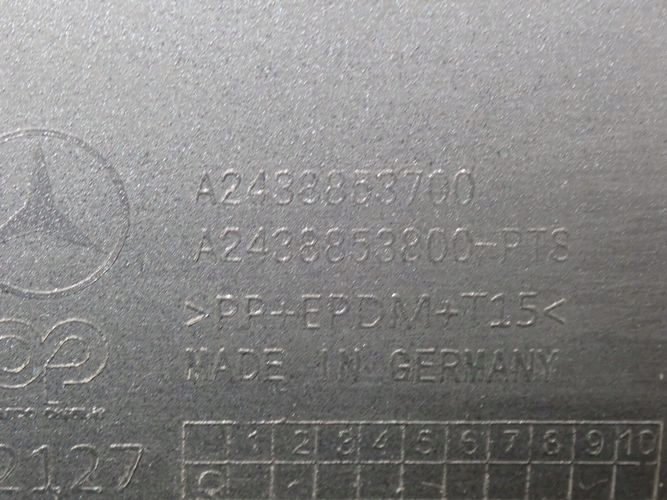 A2438853700
A2438853800-PTS
>PP+EPDM+T15<
MADE IN GERMANY
2127
1 2 3 4 5 6 7 8 9 10